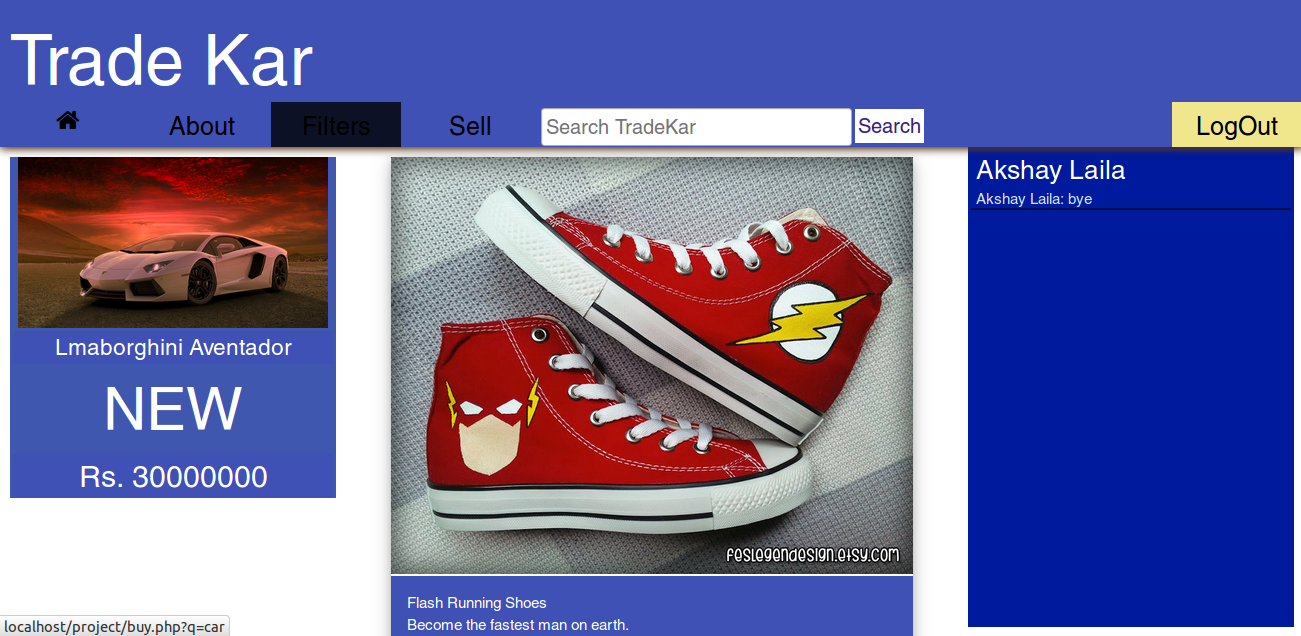 Trade Kar
About
Filters
Sell
Search TradeKar
Search
LogOut
Lmaborghini Aventador
NEW
Rs. 30000000
feslegendesign.etsy.com
Flash Running Shoes
Become the fastest man on earth.
Akshay Laila
Akshay Laila: bye
localhost/project/buy.php?q=car